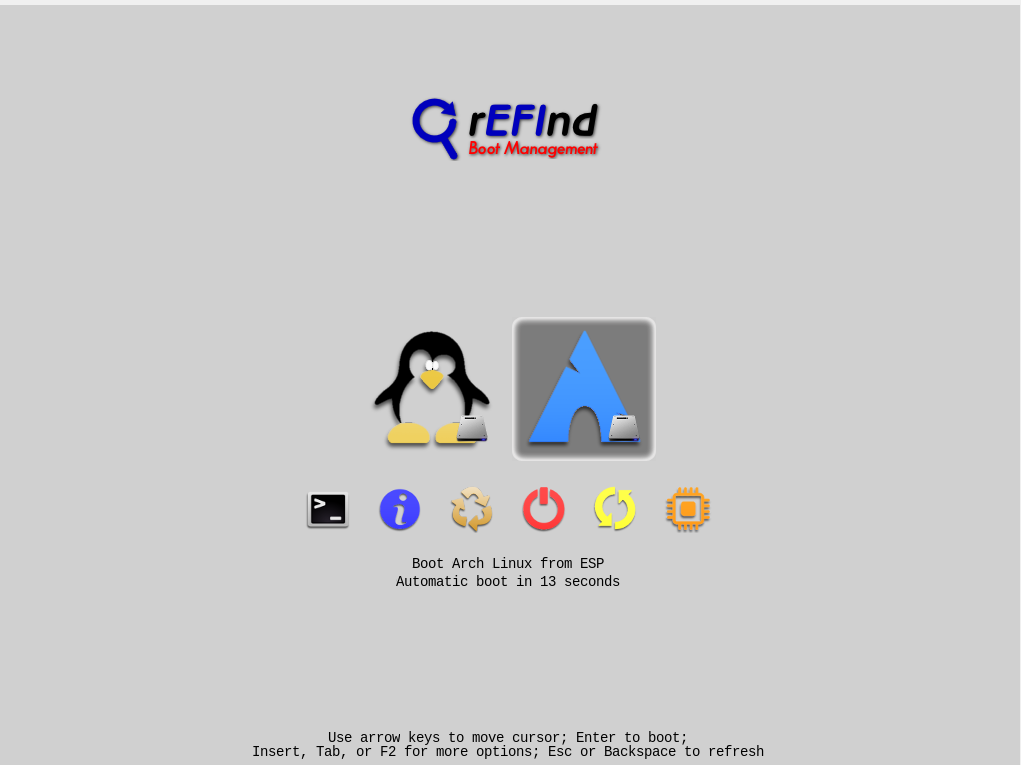 rEFInd
Boot Management
>_
i
Boot Arch Linux from ESP
Automatic boot in 13 seconds
Use arrow keys to move cursor; Enter to boot;
Insert, Tab, or F2 for more options; Esc or Backspace to refresh